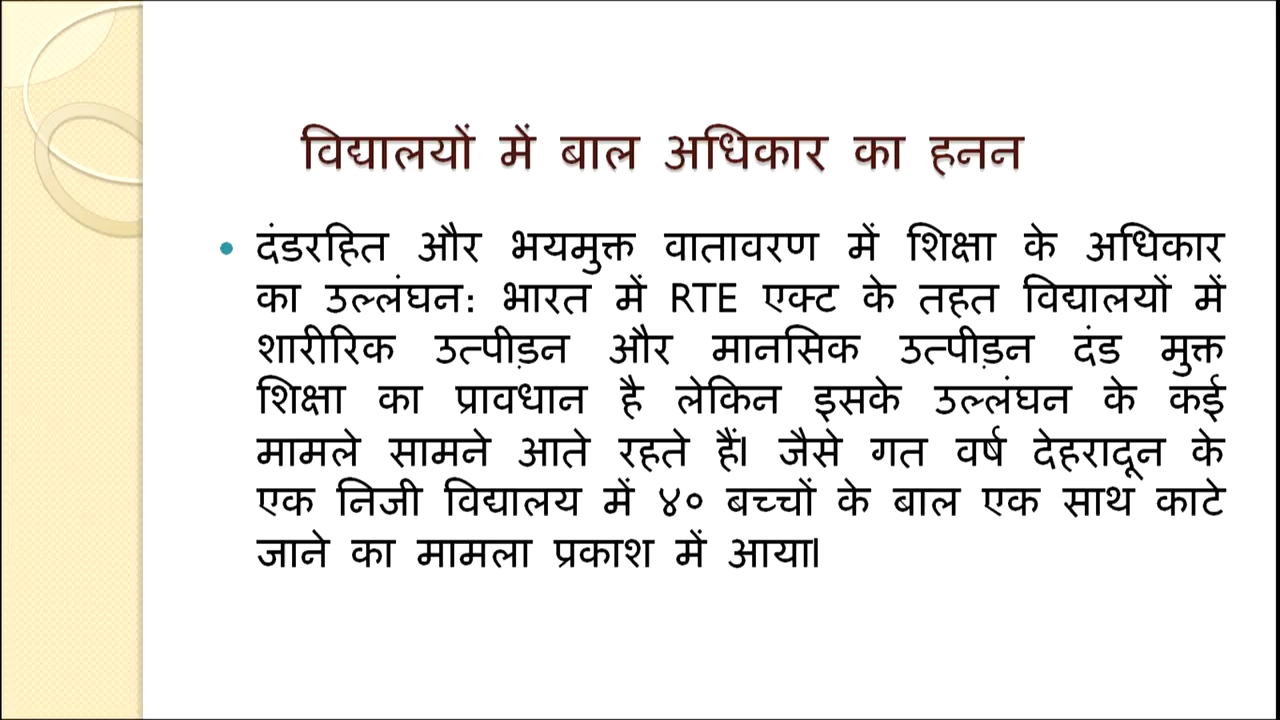 विद्यालयों में बाल अधिकार का हनन
• दंडरहित और भयमुक्त वातावरण में शिक्षा के अधिकार
का उल्लंघन: भारत में RTE एक्ट के तहत विद्यालयों में
शारीरिक उत्पीड़न और मानसिक उत्पीड़न दंड मुक्त
शिक्षा का प्रावधान है लेकिन इसके उल्लंघन के कई
मामले सामने आते रहते हैं। जैसे गत वर्ष देहरादून के
एक निजी विद्यालय में ४० बच्चों के बाल एक साथ काटे
जाने का मामला प्रकाश में आया।